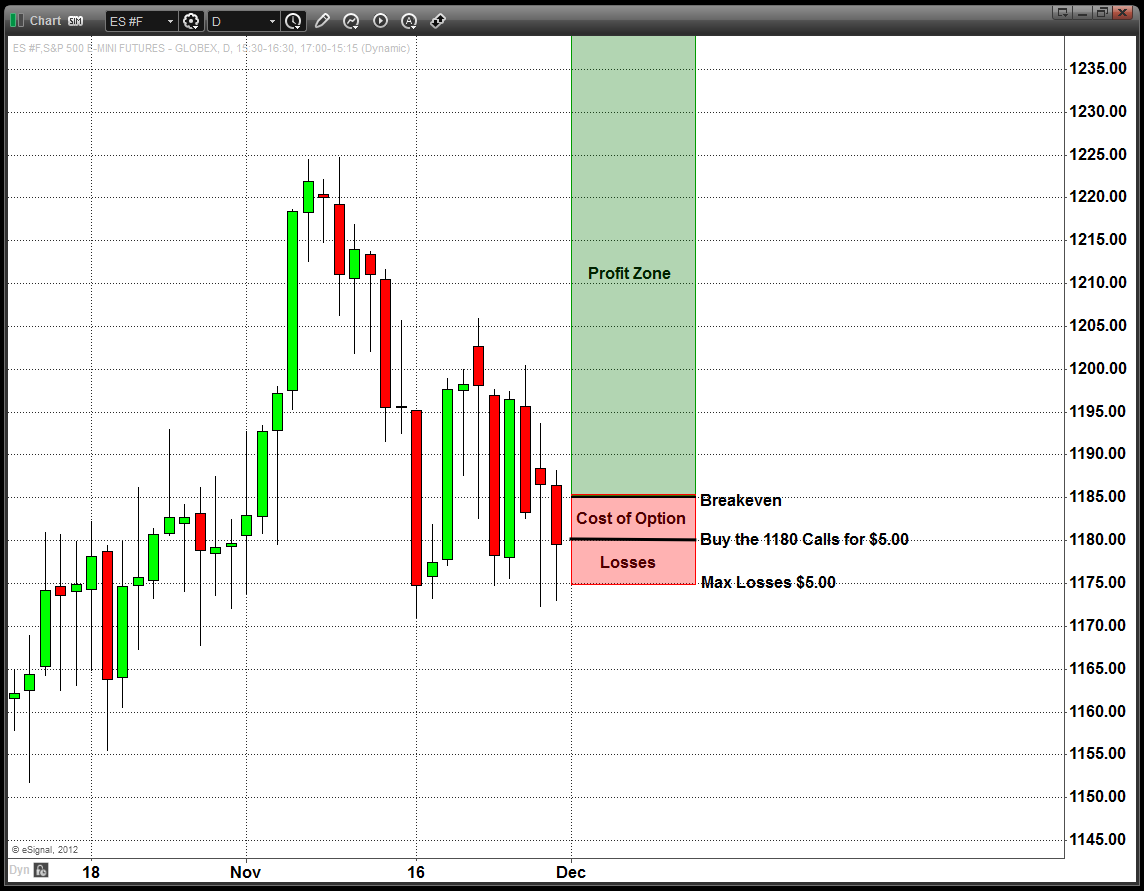 Chart SIM ES #F D
ES #F,S&P 500 E-MINI FUTURES - GLOBEX, D, 15:30-16:30, 17:00-15:15 (Dynamic)
1235.00
1230.00
1225.00
1220.00
1215.00
Profit Zone
1210.00
1205.00
1200.00
1195.00
1190.00
1185.00
Breakeven
Cost of Option
Buy the 1180 Calls for $5.00
1180.00
Losses
Max Losses $5.00
1175.00
1170.00
1165.00
1160.00
1155.00
1150.00
1145.00
© eSignal, 2012
Dyn
18 Nov 16 Dec